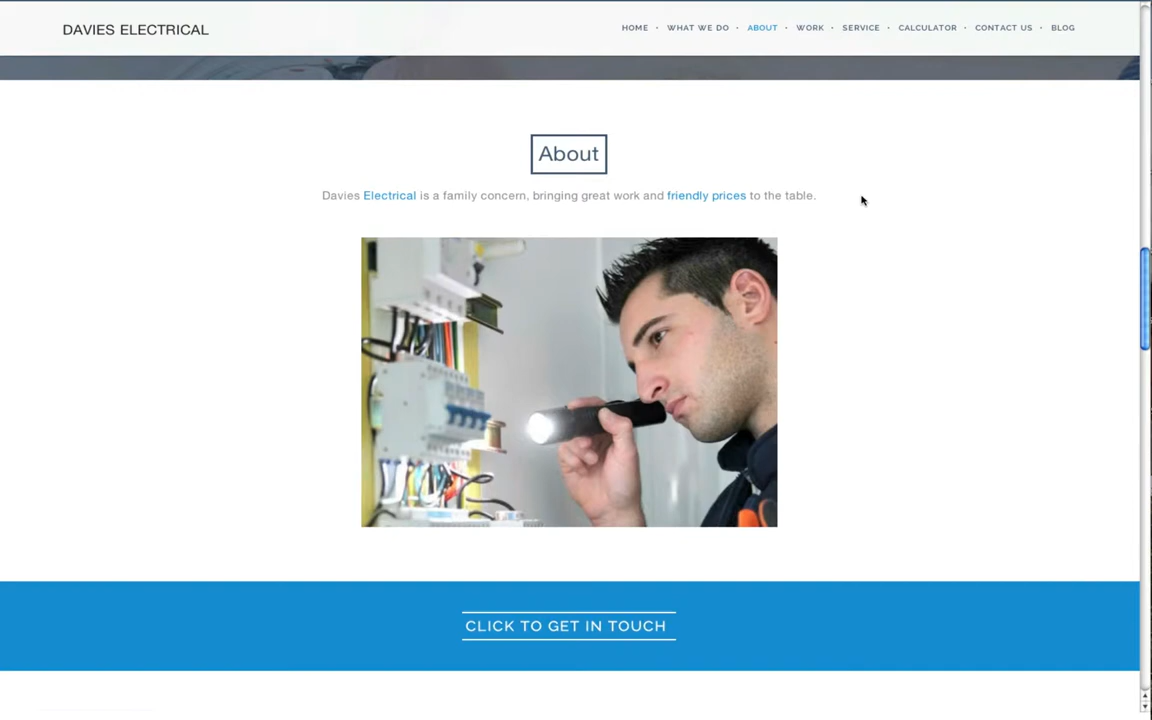 DAVIES ELECTRICAL
HOME · WHAT WE DO · ABOUT · WORK · SERVICE · CALCULATOR · CONTACT US · BLOG
About
Davies Electrical is a family concern, bringing great work and friendly prices to the table.
CLICK TO GET IN TOUCH